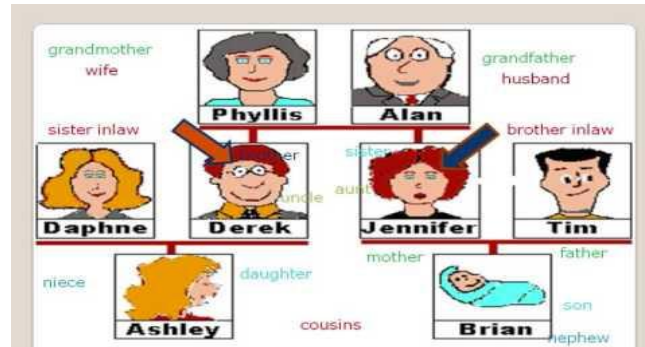 grandmother
wife
grandfather
husband
Phyllis
Alan
sister inlaw
brother inlaw
sister
uncle
aunt
Daphne
Derek
Jennifer
Tim
mother
father
niece
daughter
son
Ashley
cousins
Brian
nephew